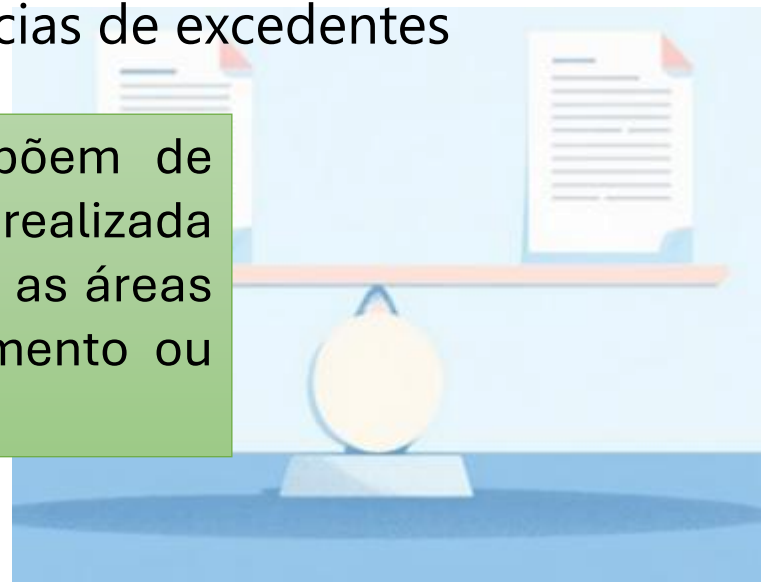 cias de excedentes
põem de
realizada
as áreas
mento ou